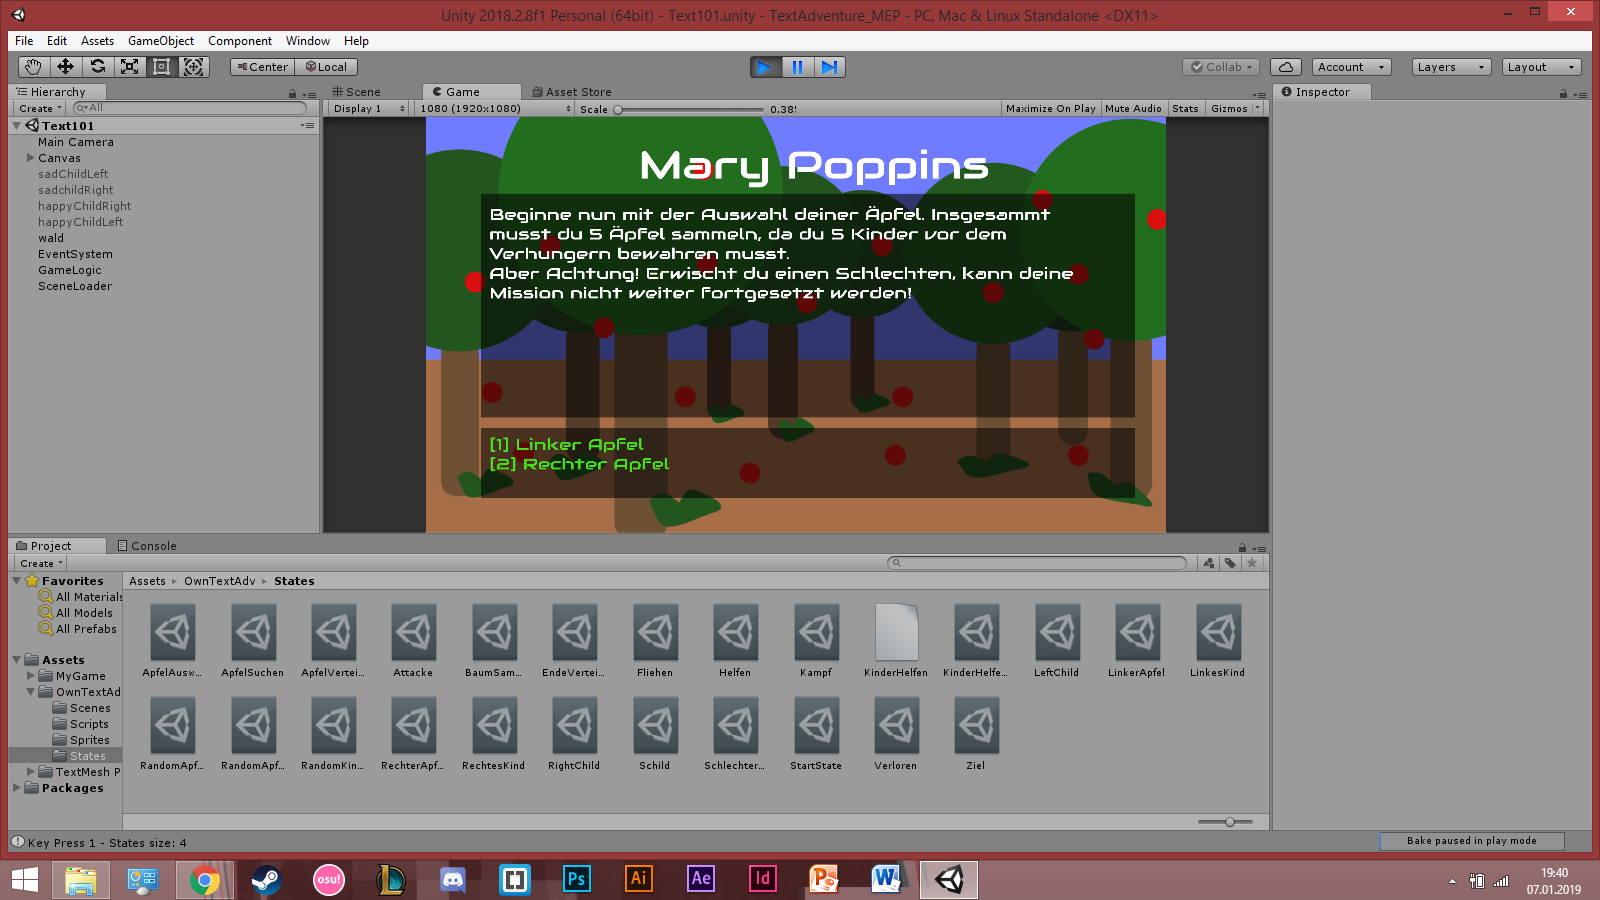 Unity 2018.2.8f1 Personal (64bit) - Text101.unity - TextAdventure_MEP - PC, Mac & Linux Standalone <DX11>
File Edit Assets GameObject Component Window Help
Center Local Collab Account Layers Layout
Hierarchy
Create All
Text101
Main Camera
Canvas
sadChildLeft
sadchildRight
happyChildRight
happyChildLeft
wald
EventSystem
GameLogic
SceneLoader
Scene Game Asset Store
Display 1 1080 (1920x1080) Scale 0.38 Maximize On Play Mute Audio Stats Gizmos
Mary Poppins
Beginne nun mit der Auswahl deiner Äpfel. Insgesammt
musst du 5 Äpfel sammeln, da du 5 Kinder vor dem
Verhungern bewahren musst.
Aber Achtung! Erwischt du einen Schlechten, kann deine
Mission nicht weiter fortgesetzt werden!
[1] Linker Apfel
[2] Rechter Apfel
Inspector
Project Console
Create
Favorites
All Materials
All Models
All Prefabs
Assets
MyGame
OwnTextAd
Scenes
Scripts
Sprites
States
TextMesh P
Packages
Assets OwnTextAdv States
ApfelAusw... ApfelSuchen ApfelVertei... Attacke BaumSam... EndeVertei... Fliehen Helfen Kampf KinderHelfen KinderHelfe... LeftChild LinkerApfel LinkesKind
RandomApf... RandomApf... RandomKin... RechterApf... RechtesKind RightChild Schild Schlechter... StartState Verloren Ziel
Key Press 1 - States size: 4
Bake paused in play mode
osu! Ps Ai Ae Id
19:40
07.01.2019